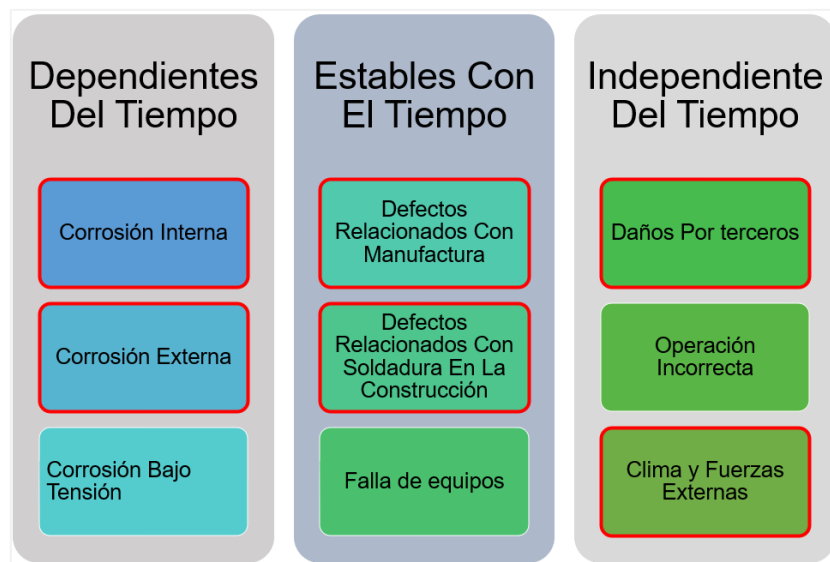 Dependientes
Del Tiempo
Corrosión Interna
Corrosión Externa
Corrosión Bajo
Tensión
Estables Con
El Tiempo
Defectos
Relacionados Con
Manufactura
Defectos
Relacionados Con
Soldadura En La
Construcción
Falla de equipos
Independiente
Del Tiempo
Daños Por terceros
Operación
Incorrecta
Clima y Fuerzas
Externas